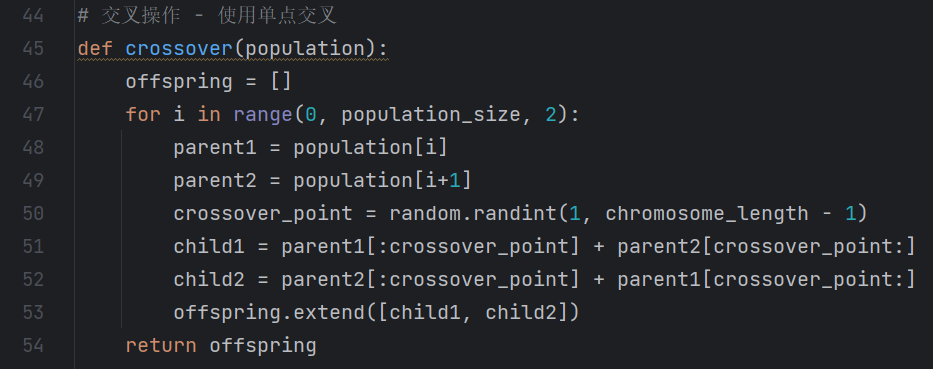 44 # 交叉操作 - 使用单点交叉
45 def crossover(population):
46     offspring = []
47     for i in range(0, population_size, 2):
48         parent1 = population[i]
49         parent2 = population[i+1]
50         crossover_point = random.randint(1, chromosome_length - 1)
51         child1 = parent1[:crossover_point] + parent2[crossover_point:]
52         child2 = parent2[:crossover_point] + parent1[crossover_point:]
53         offspring.extend([child1, child2])
54     return offspring